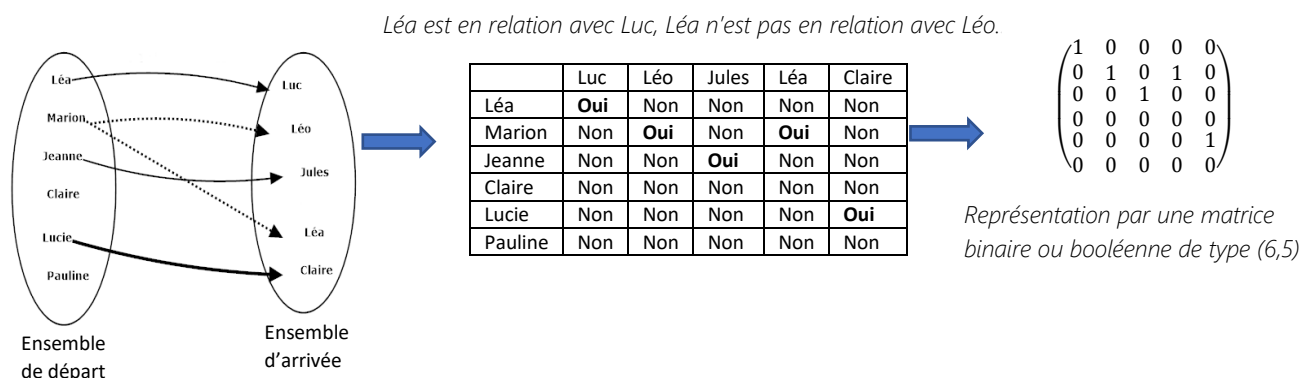 Léa est en relation avec Luc, Léa n'est pas en relation avec Léo.
Léa
Marion
Jeanne
Claire
Lucie
Pauline
Ensemble
de départ
Luc
Léo
Jules
Léa
Claire
Ensemble
d'arrivée
Luc Léo Jules Léa Claire
Léa Oui Non Non Non Non
Marion Non Oui Non Oui Non
Jeanne Non Non Oui Non Non
Claire Non Non Non Non Non
Lucie Non Non Non Non Oui
Pauline Non Non Non Non Non
1 0 0 0 0
0 1 0 1 0
0 0 1 0 0
0 0 0 0 0
0 0 0 0 1
0 0 0 0 0
Représentation par une matrice
binaire ou booléenne de type (6,5)